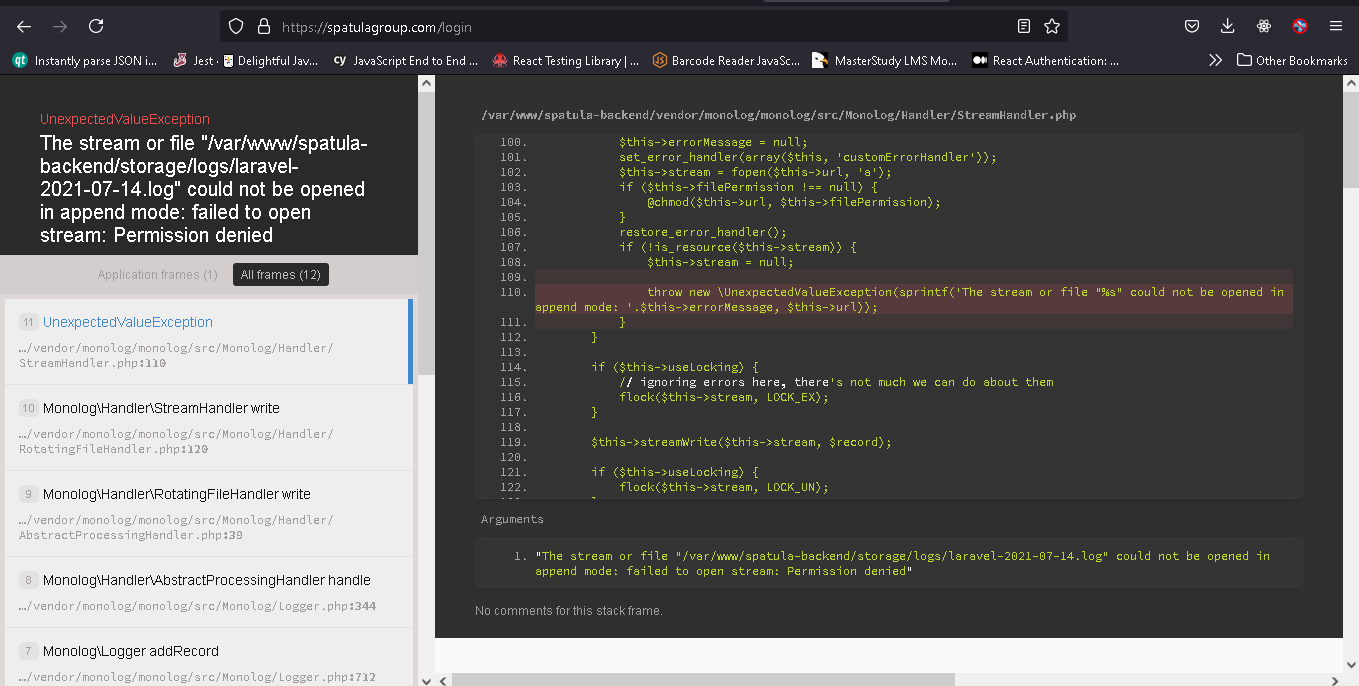 https://spatulagroup.com/login
Instantly parse JSON i...
Jest ·
Delightful Jav...
cy JavaScript End to End ...
React Testing Library | ...
JS Barcode Reader JavaSc...
MasterStudy LMS Mo...
React Authentication: ...
Other Bookmarks
UnexpectedValueException
The stream or file "/var/www/spatula-
backend/storage/logs/laravel-
2021-07-14.log" could not be opened
in append mode: failed to open
stream: Permission denied
Application frames (1)
All frames (12)
11 UnexpectedValueException
…/vendor/monolog/monolog/src/Monolog/Handler/
StreamHandler.php:110
10 Monolog\Handler\StreamHandler write
…/vendor/monolog/monolog/src/Monolog/Handler/
RotatingFileHandler.php:120
9 Monolog\Handler\RotatingFileHandler write
…/vendor/monolog/monolog/src/Monolog/Handler/
AbstractProcessingHandler.php:39
8 Monolog\Handler\AbstractProcessingHandler handle
…/vendor/monolog/monolog/src/Monolog/Logger.php:344
7 Monolog\Logger addRecord
…/vendor/monolog/monolog/src/Monolog/Logger.php:712
/var/www/spatula-backend/vendor/monolog/monolog/src/Monolog/Handler/StreamHandler.php
100. $this->errorMessage = null;
101. set_error_handler(array($this, 'customErrorHandler'));
102. $this->stream = fopen($this->url, 'a');
103. if ($this->filePermission !== null) {
104. @chmod($this->url, $this->filePermission);
105. }
106. restore_error_handler();
107. if (!is_resource($this->stream)) {
108. $this->stream = null;
109.
110. throw new \UnexpectedValueException(sprintf('The stream or file "%s" could not be opened in
append mode: '.$this->errorMessage, $this->url));
111. }
112. }
113.
114. if ($this->useLocking) {
115. // ignoring errors here, there's not much we can do about them
116. flock($this->stream, LOCK_EX);
117. }
118.
119. $this->streamWrite($this->stream, $record);
120.
121. if ($this->useLocking) {
122. flock($this->stream, LOCK_UN);
Arguments
1. "The stream or file "/var/www/spatula-backend/storage/logs/laravel-2021-07-14.log" could not be opened in
append mode: failed to open stream: Permission denied"
No comments for this stack frame.